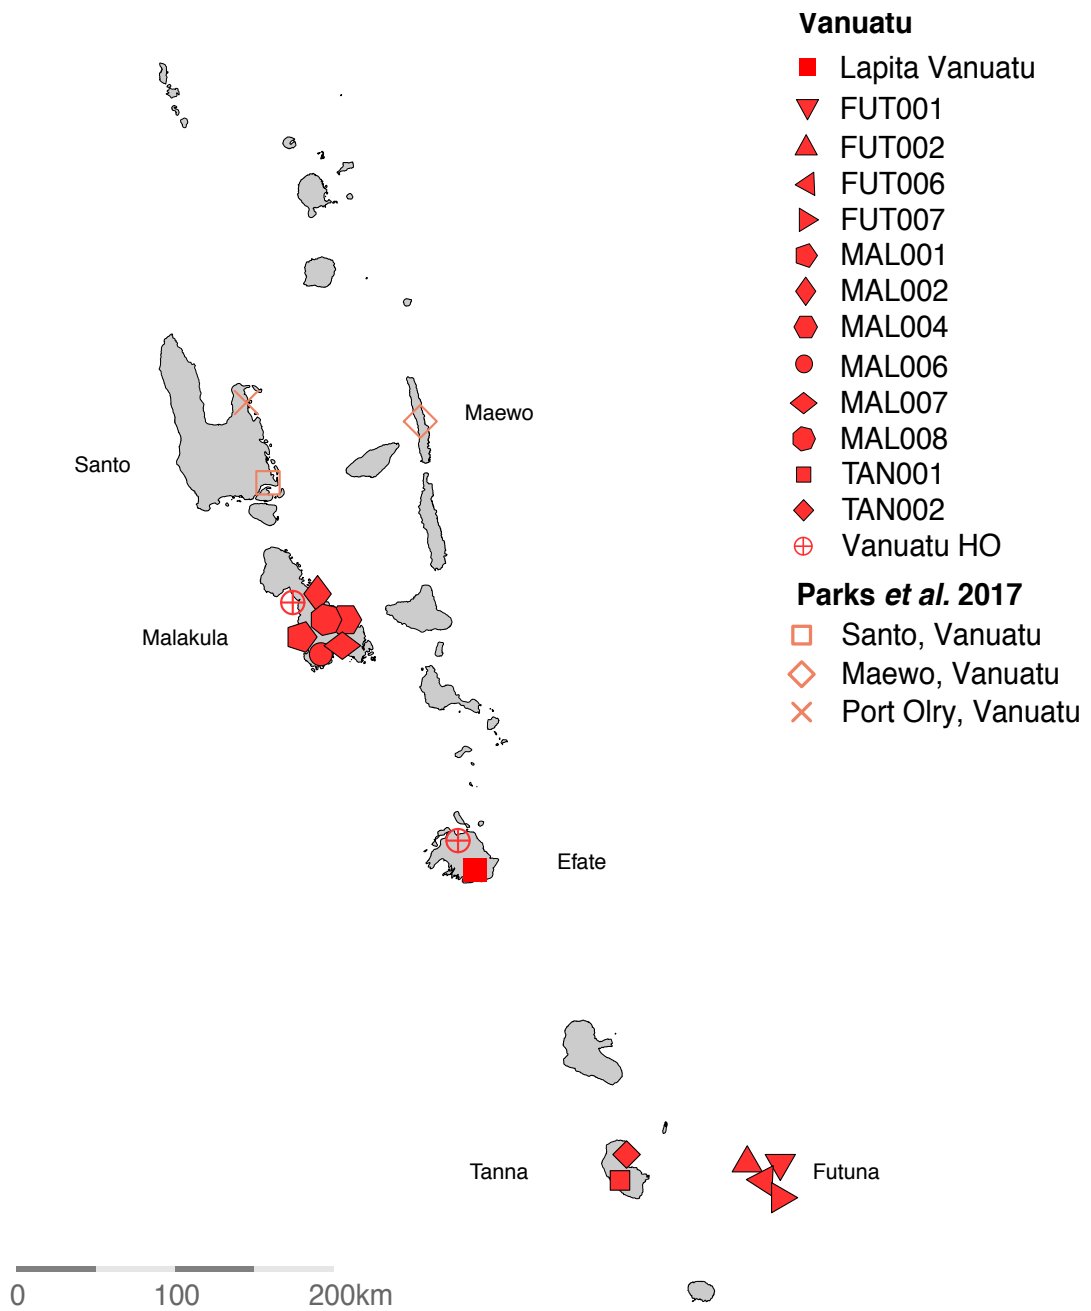 Vanuatu
Lapita Vanuatu
FUT001
FUT002
FUT006
FUT007
MAL001
MAL002
MAL004
MAL006
MAL007
MAL008
TAN001
TAN002
Vanuatu HO
Parks et al. 2017
Santo, Vanuatu
Maewo, Vanuatu
Port Olry, Vanuatu
Maewo
Santo
Malakula
Efate
Tanna
Futuna
0 100 200km